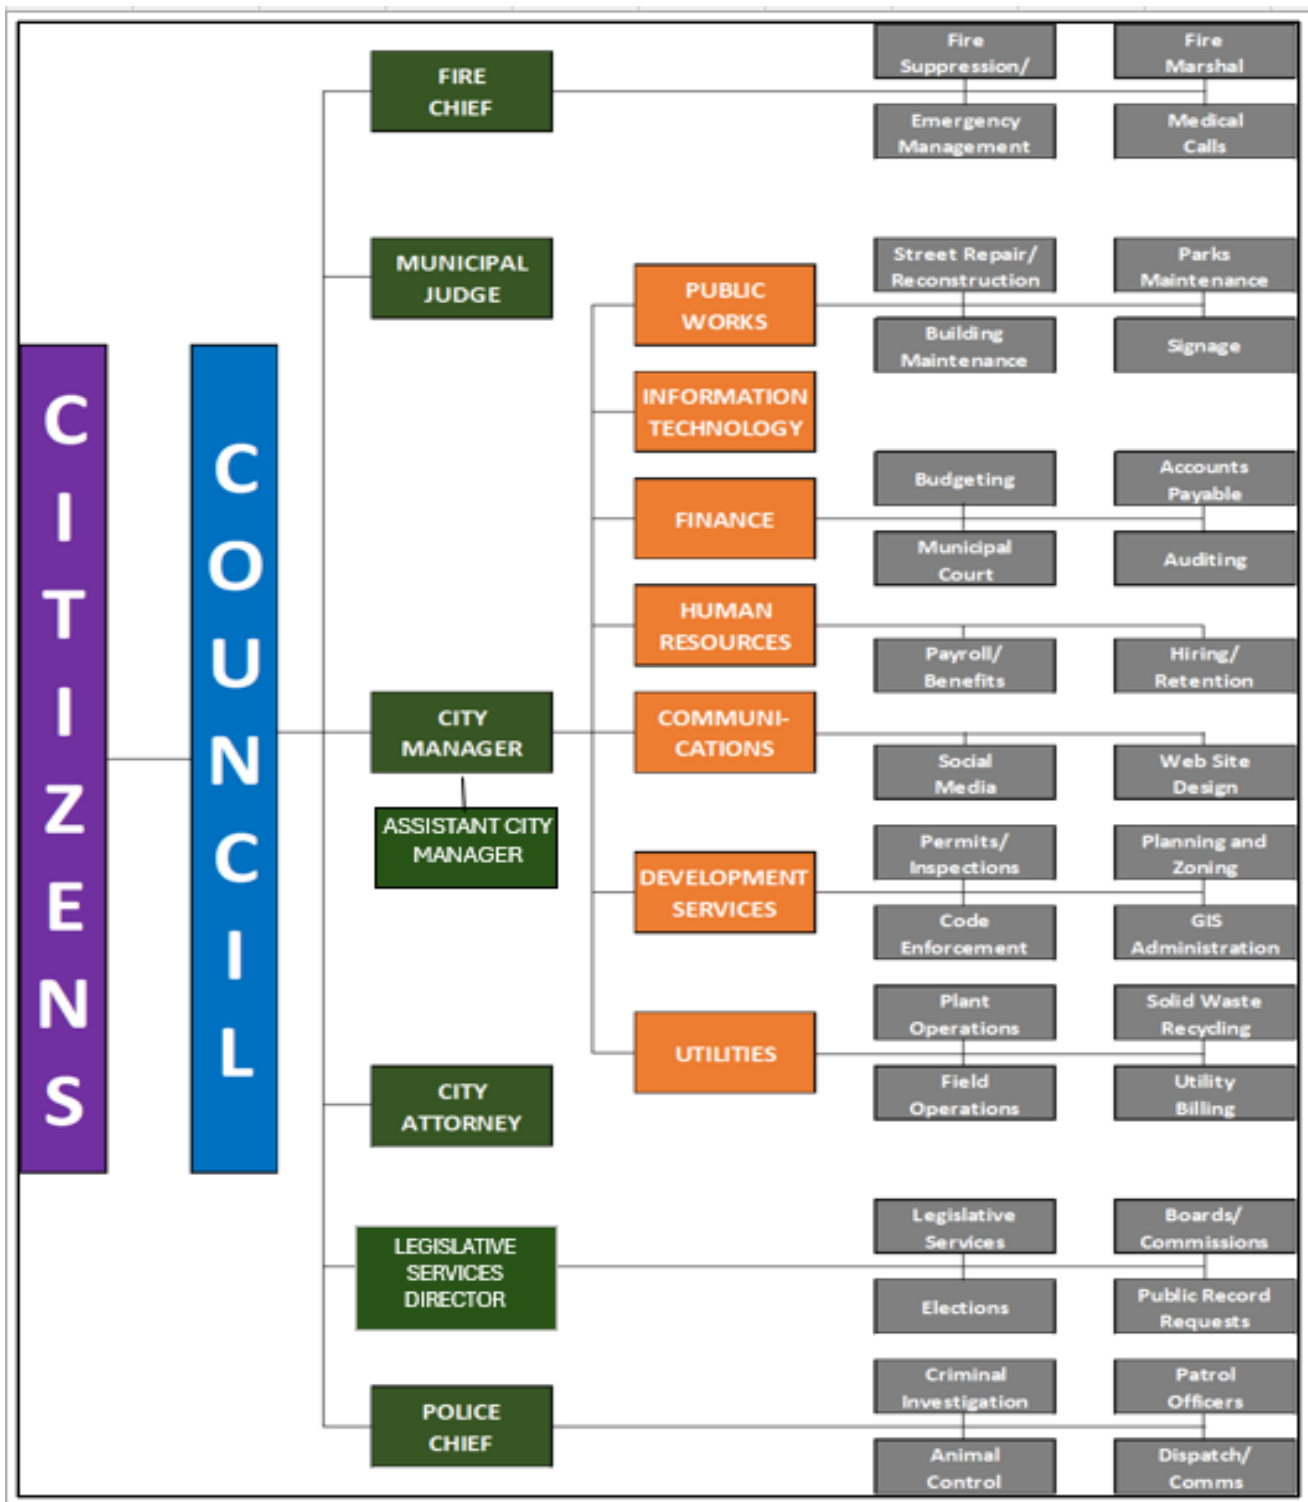 CITIZENS
COUNCIL
FIRE
CHIEF
Fire
Suppression/
Fire
Marshal
Emergency
Management
Medical
Calls
MUNICIPAL
JUDGE
PUBLIC
WORKS
Street Repair/
Reconstruction
Parks
Maintenance
Building
Maintenance
Signage
INFORMATION
TECHNOLOGY
FINANCE
Budgeting
Accounts
Payable
Municipal
Court
Auditing
HUMAN
RESOURCES
Payroll/
Benefits
Hiring/
Retention
CITY
MANAGER
ASSISTANT CITY
MANAGER
COMMUNI-
CATIONS
Social
Media
Web Site
Design
DEVELOPMENT
SERVICES
Permits/
Inspections
Planning and
Zoning
Code
Enforcement
GIS
Administration
UTILITIES
Plant
Operations
Solid Waste
Recycling
Field
Operations
Utility
Billing
CITY
ATTORNEY
LEGISLATIVE
SERVICES
DIRECTOR
Legislative
Services
Boards/
Commissions
Elections
Public Record
Requests
POLICE
CHIEF
Criminal
Investigation
Patrol
Officers
Animal
Control
Dispatch/
Comms